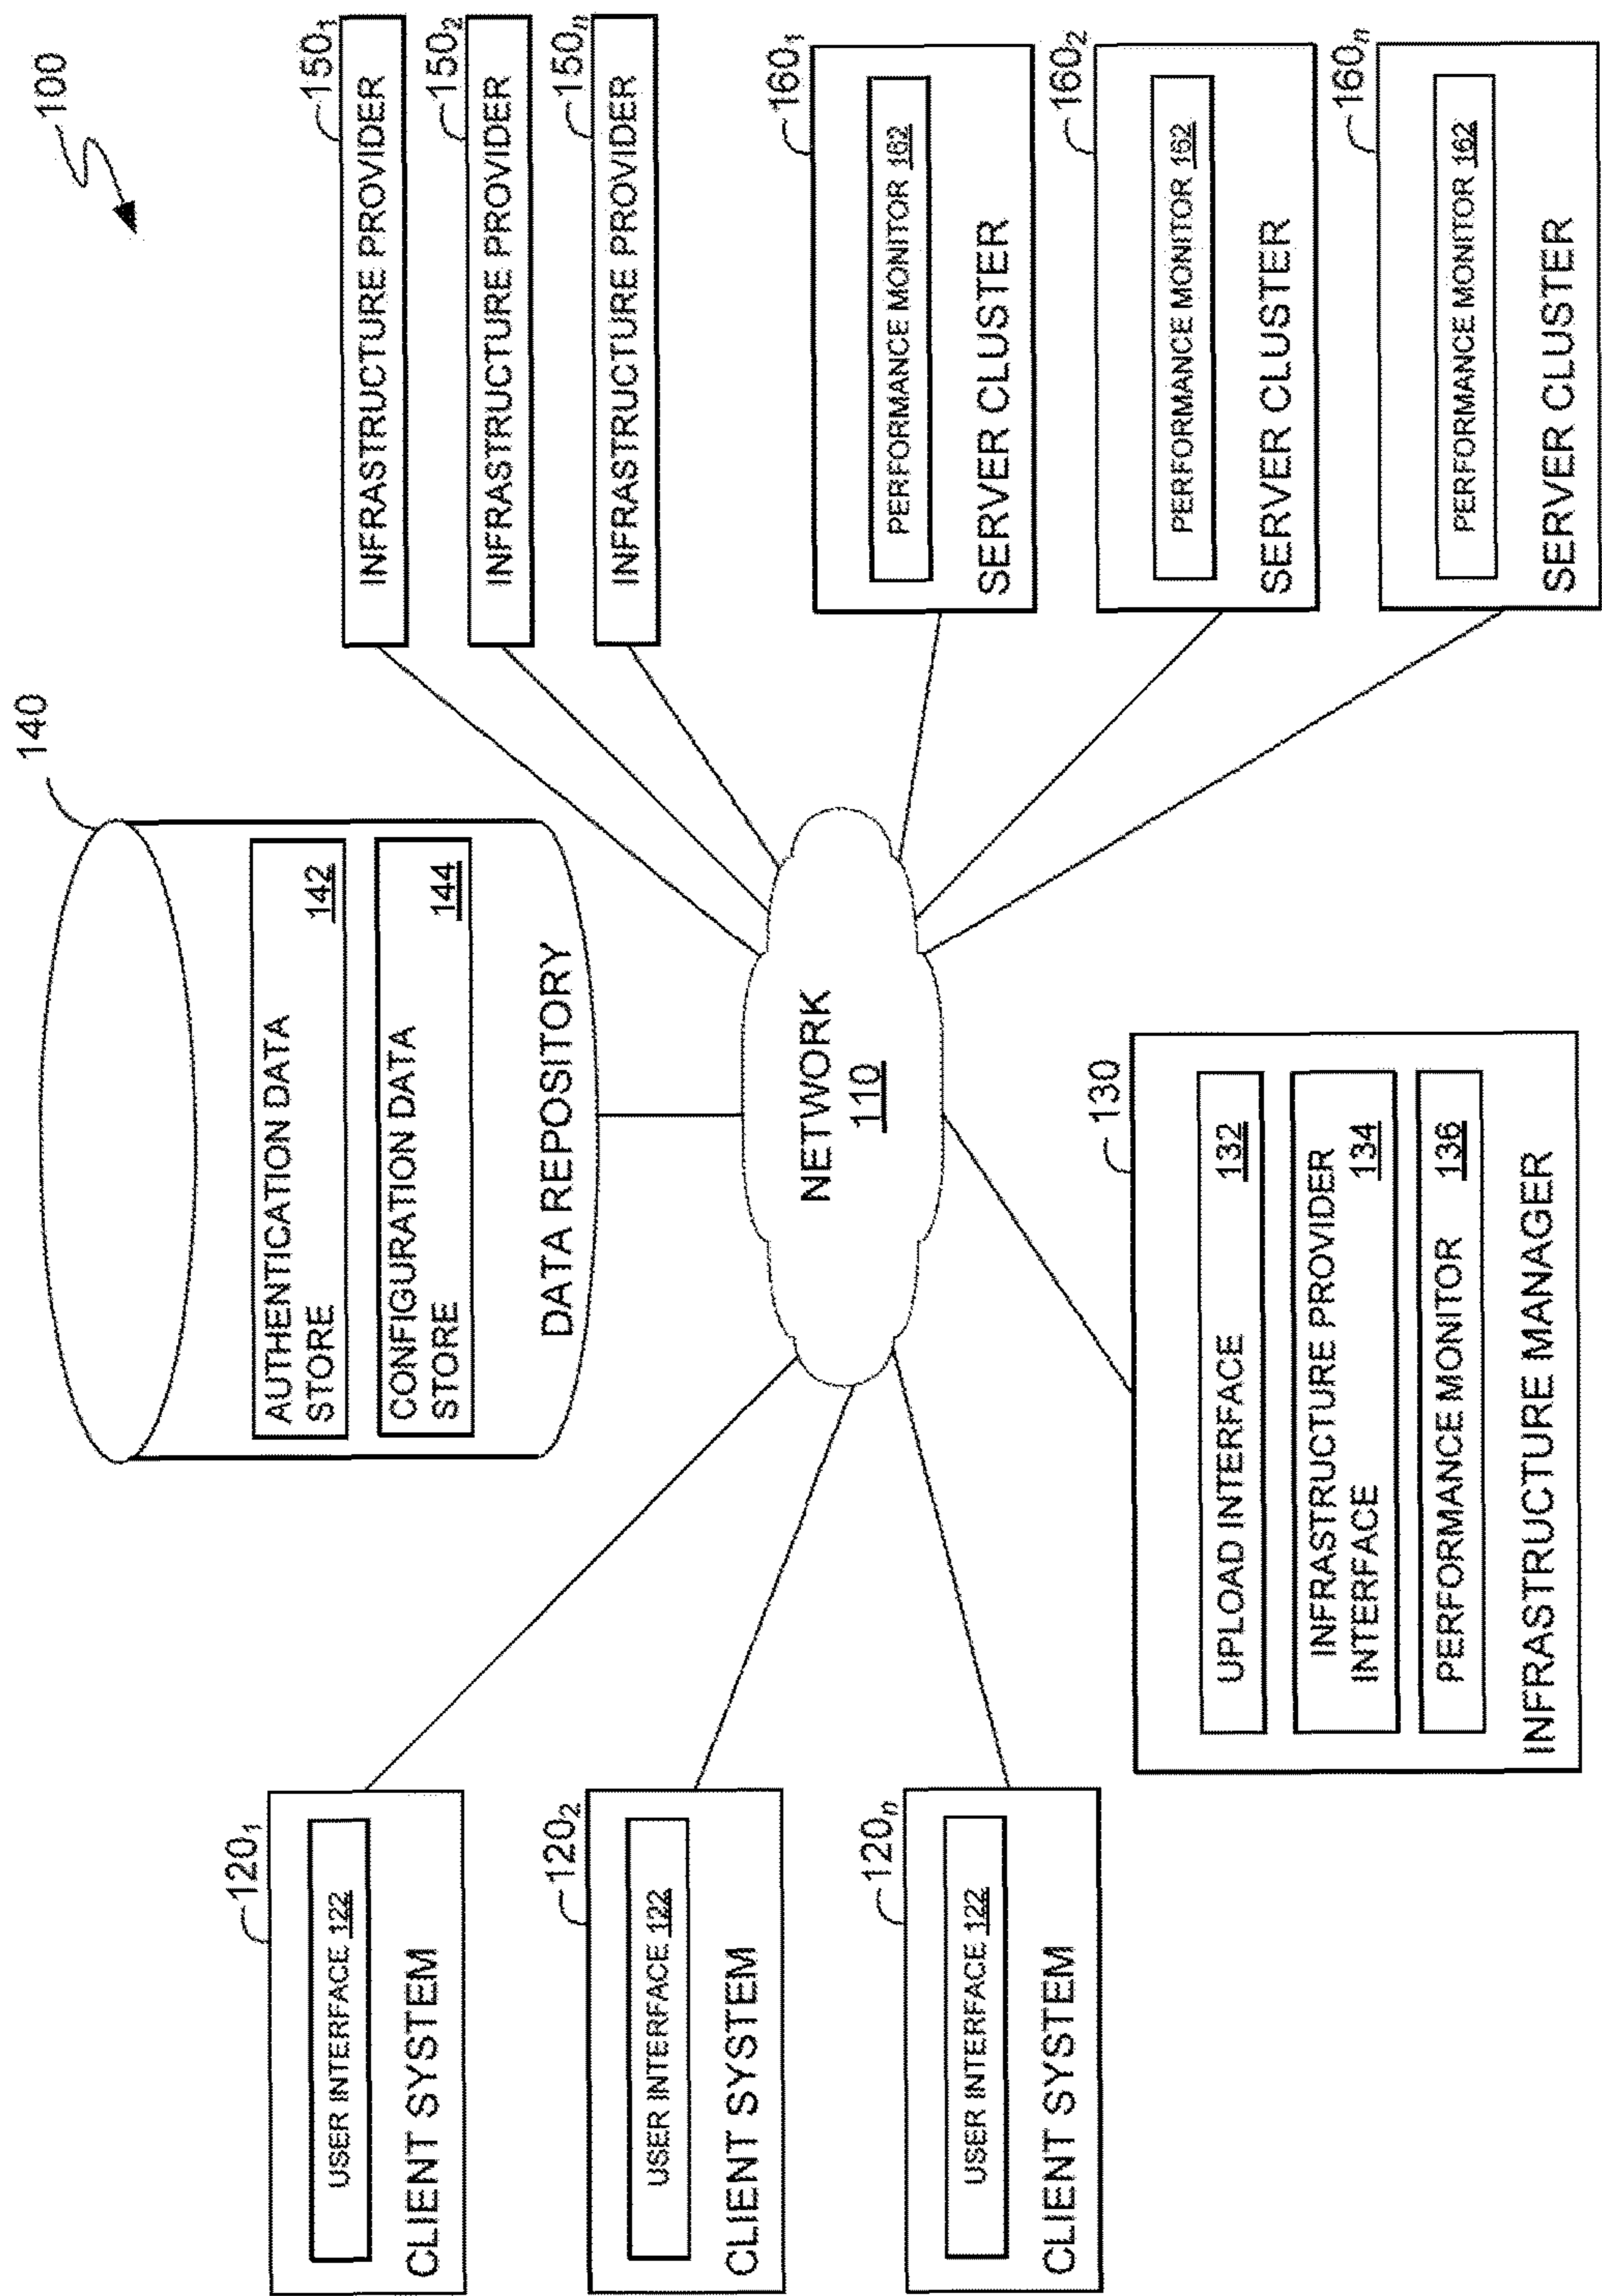 100
140
AUTHENTICATION DATA
STORE 142
CONFIGURATION DATA
STORE 144
DATA REPOSITORY
150₁
INFRASTRUCTURE PROVIDER
150₂
INFRASTRUCTURE PROVIDER
150ₙ
INFRASTRUCTURE PROVIDER
120₁
USER INTERFACE 122
CLIENT SYSTEM
120₂
USER INTERFACE 122
CLIENT SYSTEM
120ₙ
USER INTERFACE 122
CLIENT SYSTEM
NETWORK
110
160₁
PERFORMANCE MONITOR 162
SERVER CLUSTER
160₂
PERFORMANCE MONITOR 162
SERVER CLUSTER
160ₙ
PERFORMANCE MONITOR 162
SERVER CLUSTER
130
UPLOAD INTERFACE 132
INFRASTRUCTURE PROVIDER
INTERFACE 134
PERFORMANCE MONITOR 136
INFRASTRUCTURE MANAGER